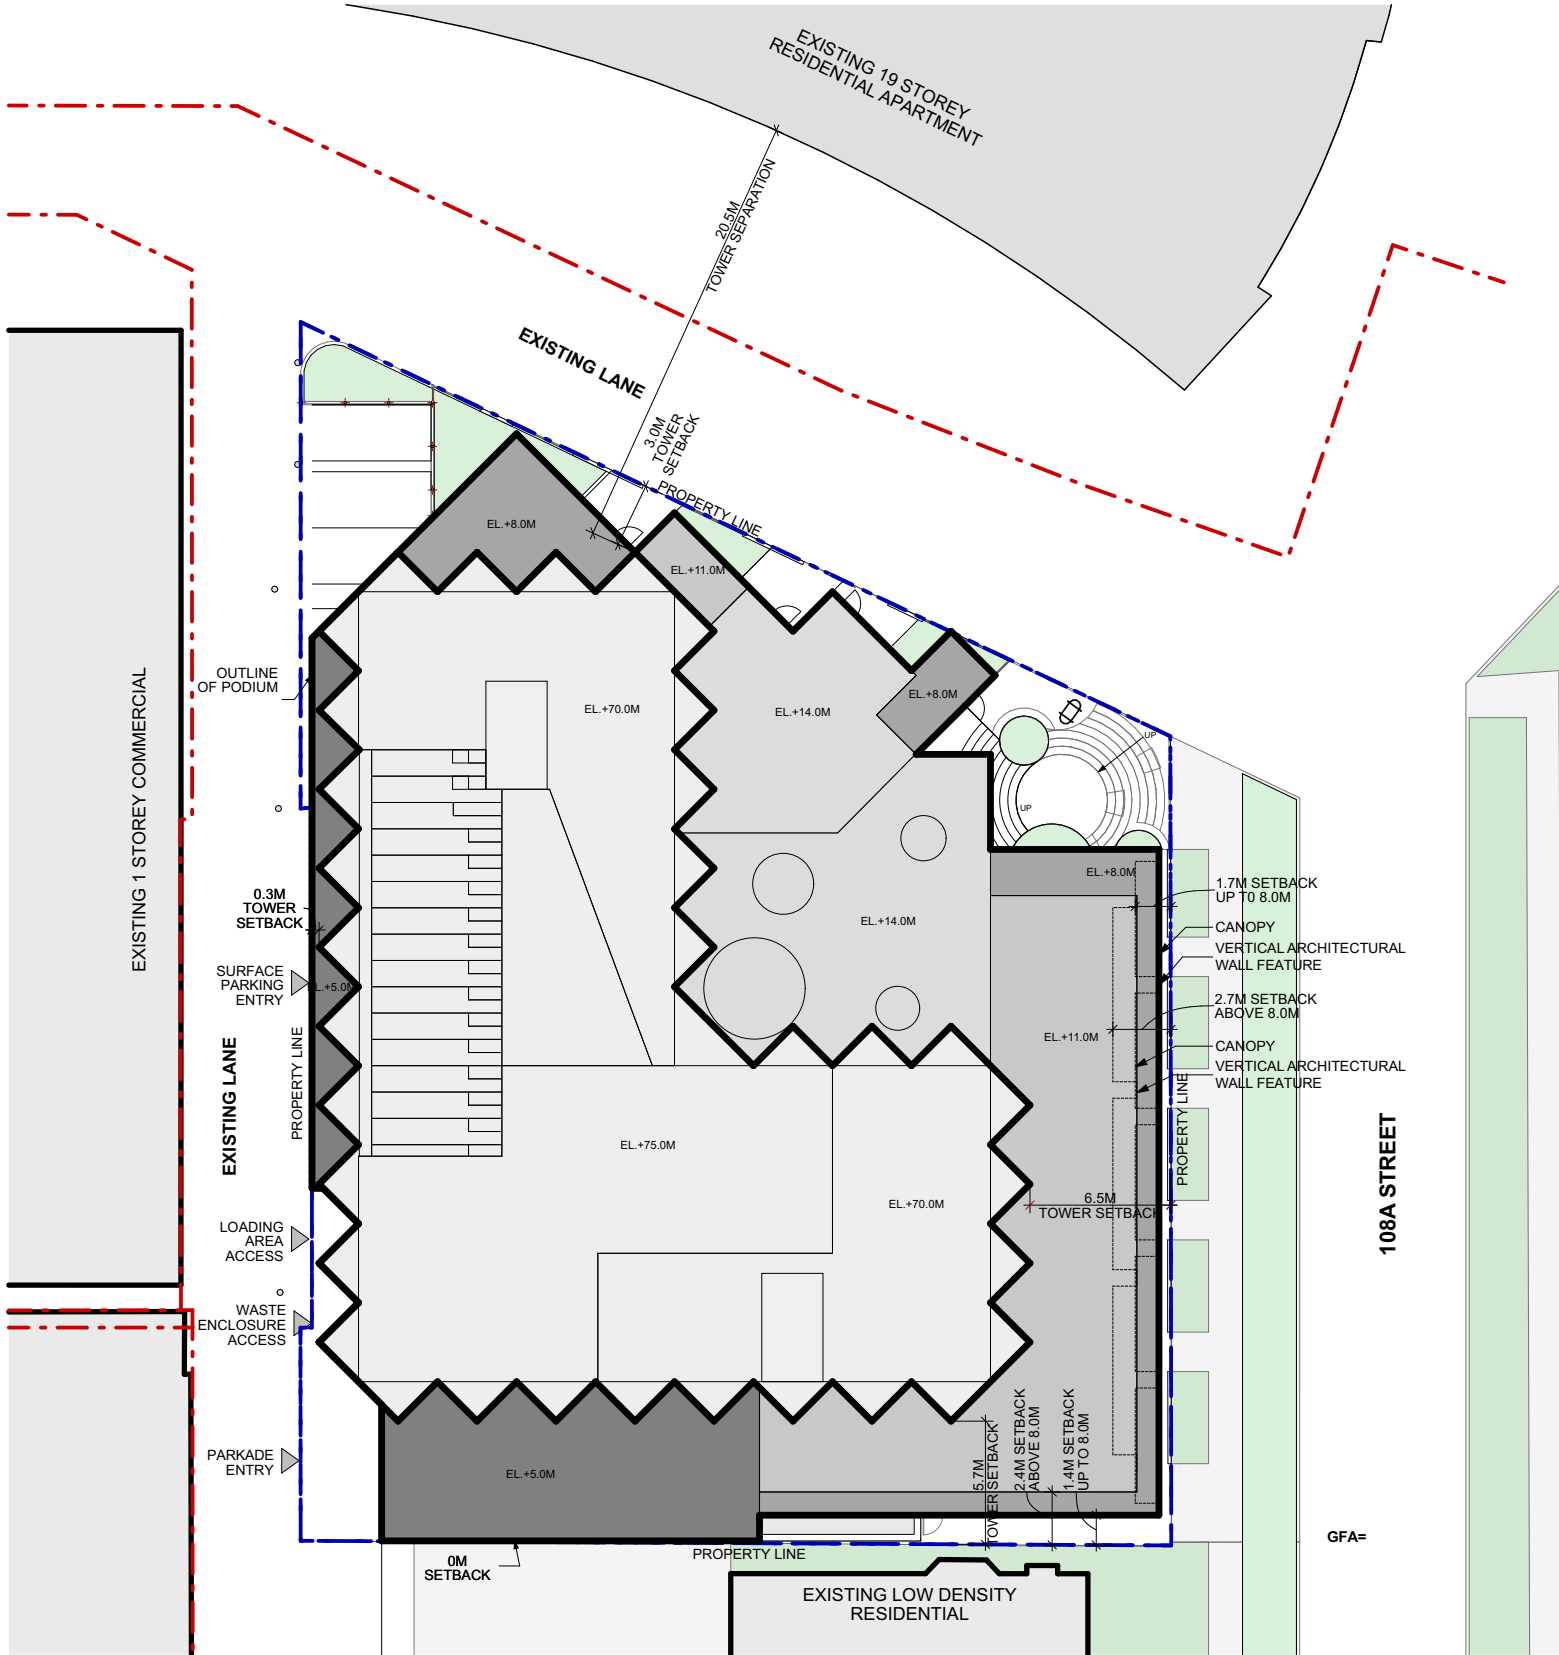 EXISTING 19 STOREY
RESIDENTIAL APARTMENT
20.5M
TOWER SEPARATION
EXISTING LANE
3.0M
TOWER
SETBACK
PROPERTY LINE
EL.+8.0M
EL.+11.0M
OUTLINE
OF PODIUM
EL.+70.0M
EL.+14.0M
EL.+8.0M
UP
UP
EXISTING 1 STOREY COMMERCIAL
0.3M
TOWER
SETBACK
EL.+14.0M
EL.+8.0M
1.7M SETBACK
UP TO 8.0M
CANOPY
VERTICAL ARCHITECTURAL
WALL FEATURE
SURFACE
PARKING
ENTRY
EL.+5.0M
2.7M SETBACK
ABOVE 8.0M
EL.+11.0M
CANOPY
VERTICAL ARCHITECTURAL
WALL FEATURE
EXISTING LANE
PROPERTY LINE
EL.+75.0M
PROPERTY LINE
108A STREET
EL.+70.0M
6.5M
TOWER SETBACK
LOADING
AREA
ACCESS
WASTE
ENCLOSURE
ACCESS
PARKADE
ENTRY
EL.+5.0M
5.7M
TOWER SETBACK
2.4M SETBACK
ABOVE 8.0M
1.4M SETBACK
UP TO 8.0M
GFA=
0M
SETBACK
PROPERTY LINE
EXISTING LOW DENSITY
RESIDENTIAL